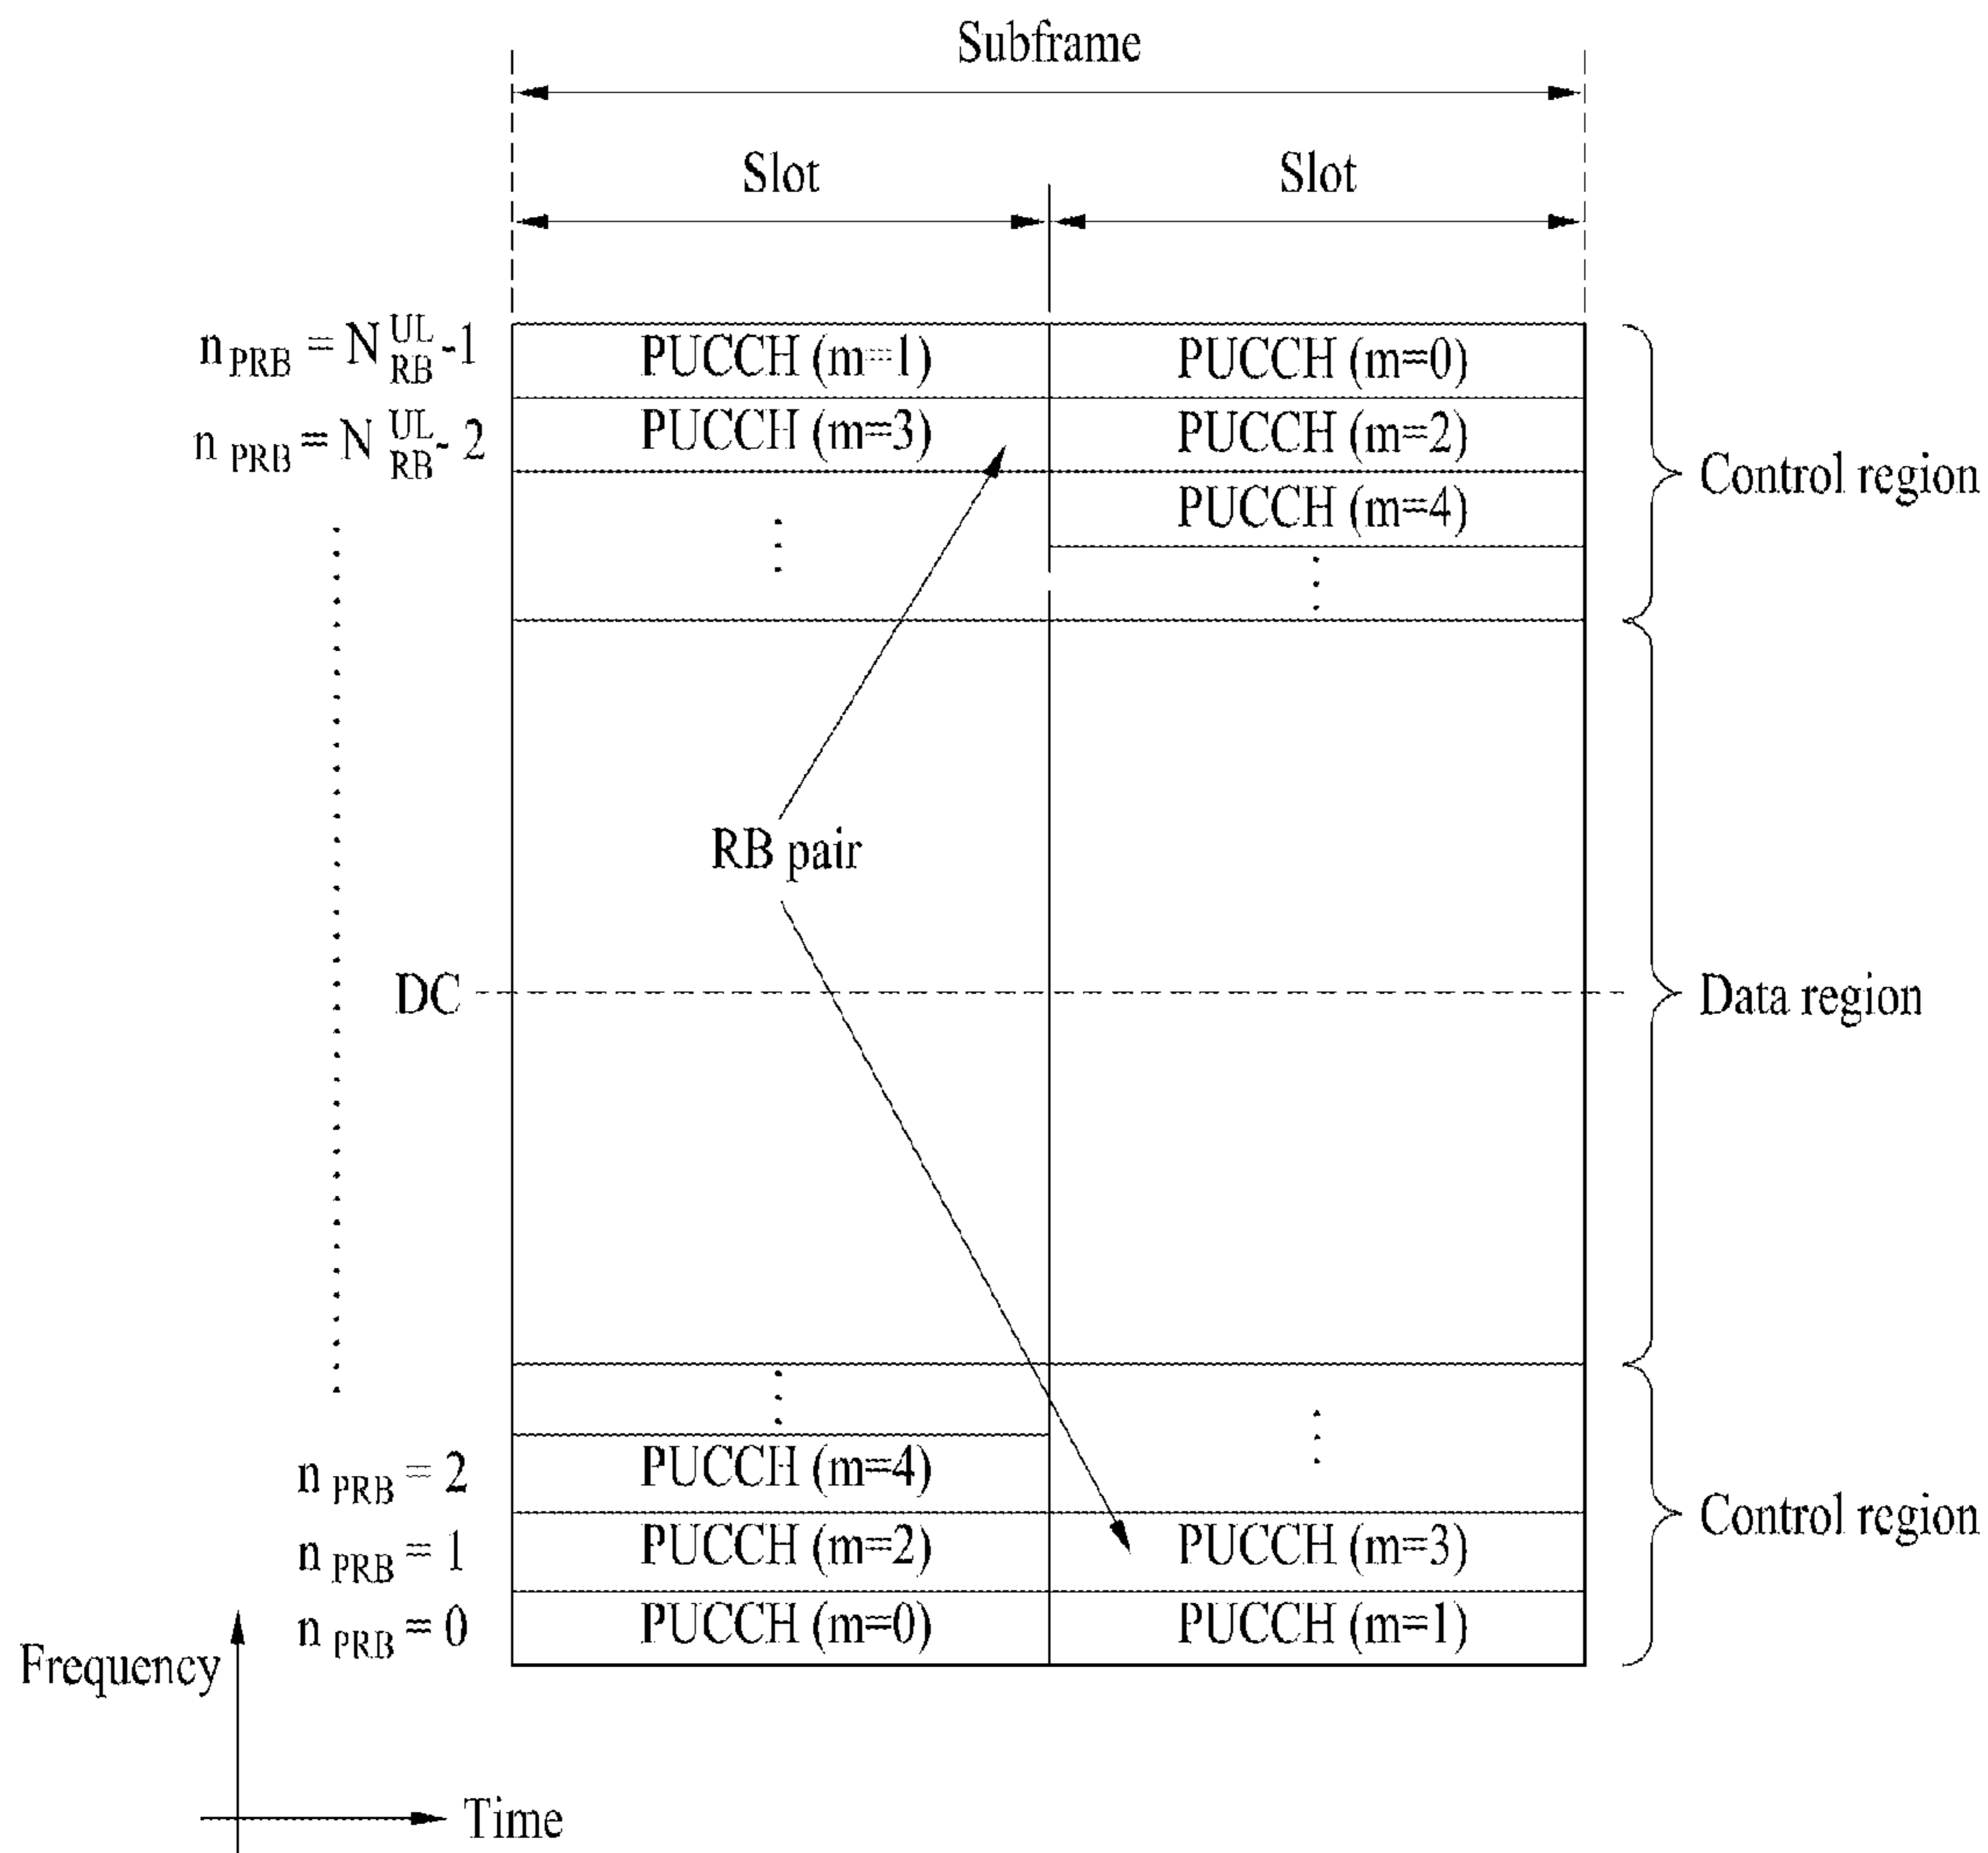 Subframe
Slot Slot
n PRB = N UL RB -1 PUCCH (m=1) PUCCH (m=0)
n PRB = N UL RB - 2 PUCCH (m=3) PUCCH (m=2)
PUCCH (m=4)
Control region
RB pair
DC
Data region
n PRB = 2 PUCCH (m=4)
Control region
n PRB = 1 PUCCH (m=2) PUCCH (m=3)
n PRB = 0 PUCCH (m=0) PUCCH (m=1)
Frequency
Time